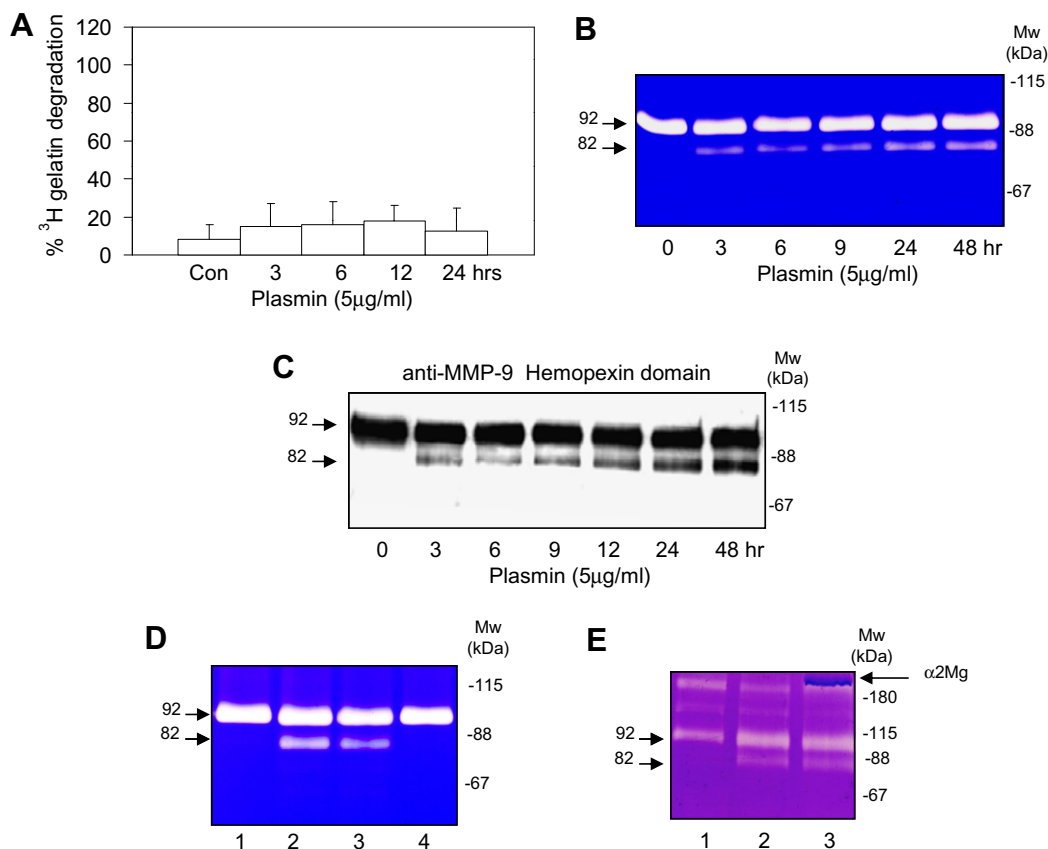 A
120
100
80
60
40
20
0
% ³H gelatin degradation
Con 3 6 12 24 hrs
Plasmin (5μg/ml)
B
Mw
(kDa)
-115
92
-88
82
-67
0 3 6 9 24 48 hr
Plasmin (5μg/ml)
C
anti-MMP-9 Hemopexin domain
Mw
(kDa)
-115
92
82
-88
-67
0 3 6 9 12 24 48 hr
Plasmin (5μg/ml)
D
Mw
(kDa)
-115
92
82
-88
-67
1 2 3 4
E
Mw
(kDa)
α2Mg
-180
92
-115
82
-88
-67
1 2 3